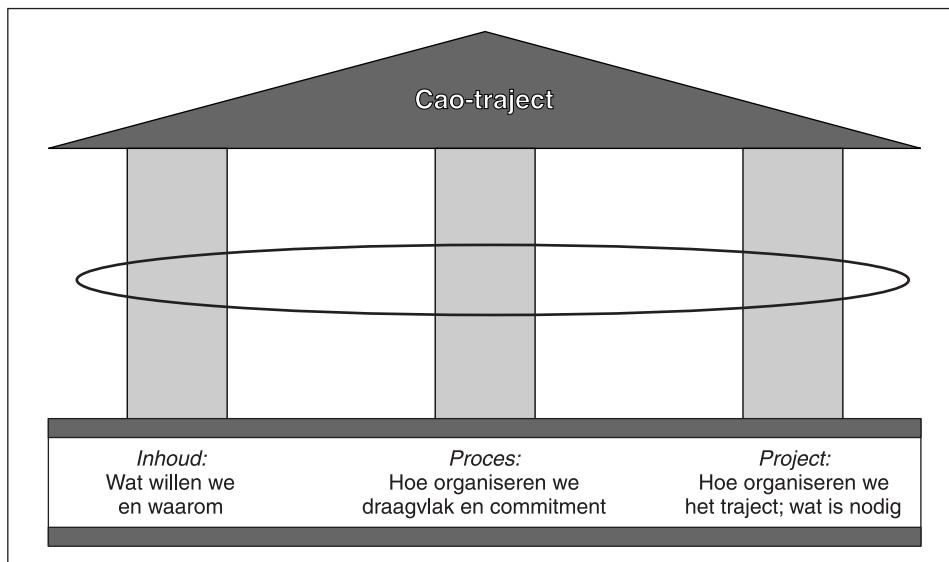 Cao-traject
Inhoud:
Wat willen we
en waarom
Proces:
Hoe organiseren we
draagvlak en commitment
Project:
Hoe organiseren we
het traject; wat is nodig